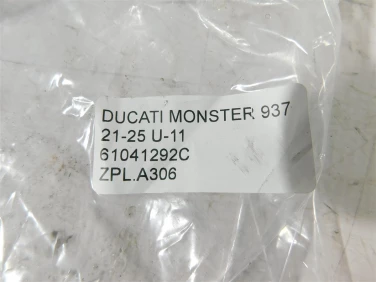 DUCATI MONSTER 937
21-25 U-11
61041292C
ZPL.A306